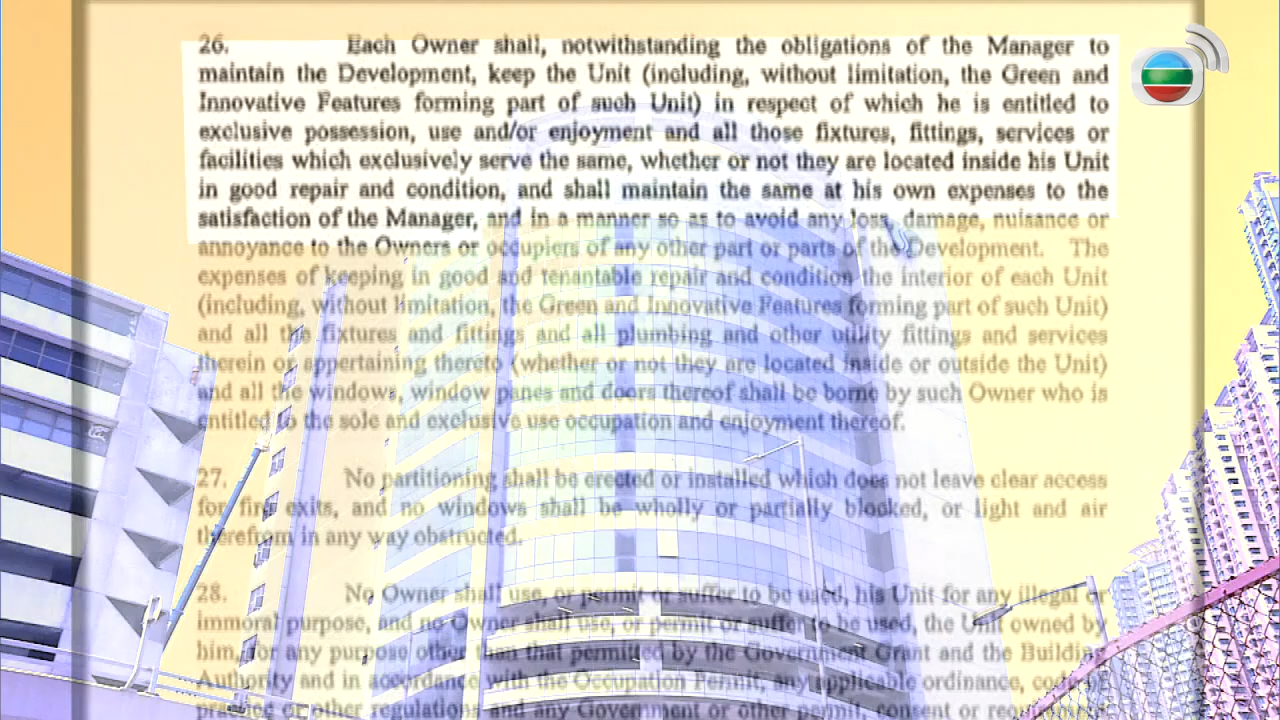 26. Each Owner shall, notwithstanding the obligations of the Manager to
maintain the Development, keep the Unit (including, without limitation, the Green and
Innovative Features forming part of such Unit) in respect of which he is entitled to
exclusive possession, use and/or enjoyment and all those fixtures, fittings, services or
facilities which exclusively serve the same, whether or not they are located inside his Unit
in good repair and condition, and shall maintain the same at his own expenses to the
satisfaction of the Manager, and in a manner so as to avoid any loss, damage, nuisance or
annoyance to the Owners or occupiers of any other part or parts of the Development. The
expenses of keeping in good and tenantable repair and condition the interior of each Unit
(including, without limitation, the Green and Innovative Features forming part of such Unit)
and all the fixtures and fittings and all plumbing and other utility fittings and services
therein or appertaining thereto (whether or not they are located inside or outside the Unit)
and all the windows, window panes and doors thereof shall be borne by such Owner who is
entitled to the sole and exclusive use occupation and enjoyment thereof.
27. No partitioning shall be erected or installed which does not leave clear access
for fire exits, and no windows shall be wholly or partially blocked, or light and air
therefrom in any way obstructed.
28. No Owner shall use, or permit or suffer to be used, his Unit for any illegal or
immoral purpose, and no Owner shall use, or permit or suffer to be used, the Unit owned by
him, for any purpose other than that permitted by the Government Grant and the Building
Authority and in accordance with the Occupation Permit, any applicable ordinance, code of
practice or other regulations and any Government or other permit, consent or